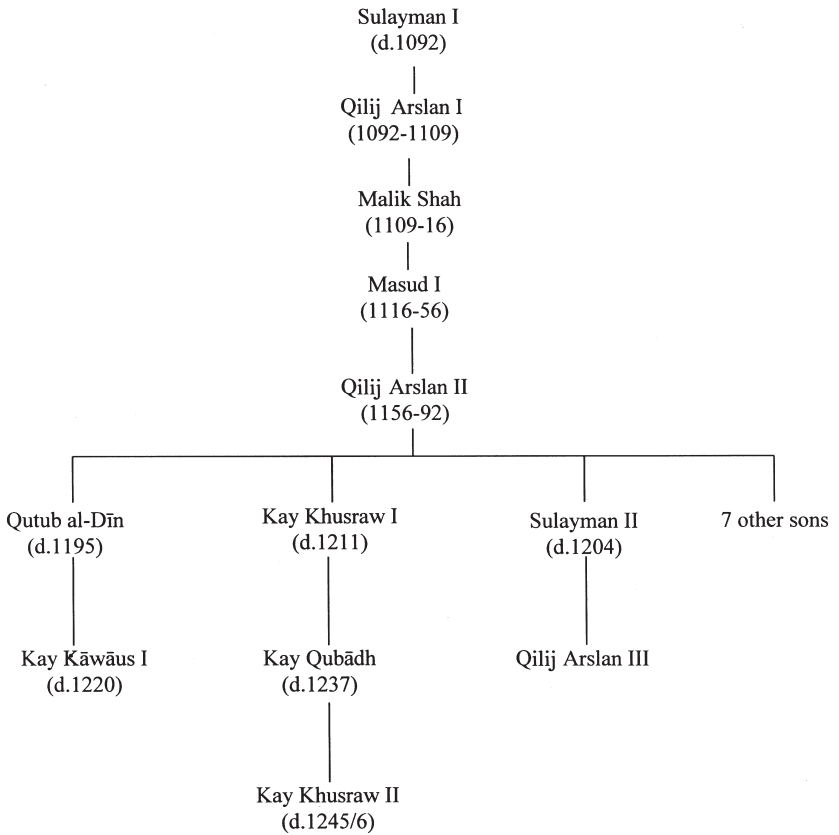 Sulayman I
(d.1092)
Qilij Arslan I
(1092-1109)
Malik Shah
(1109-16)
Masud I
(1116-56)
Qilij Arslan II
(1156-92)
Qutub al-Dīn
(d.1195)
Kay Khusraw I
(d.1211)
Sulayman II
(d.1204)
7 other sons
Kay Kāwāus I
(d.1220)
Kay Qubādh
(d.1237)
Qilij Arslan III
Kay Khusraw II
(d.1245/6)